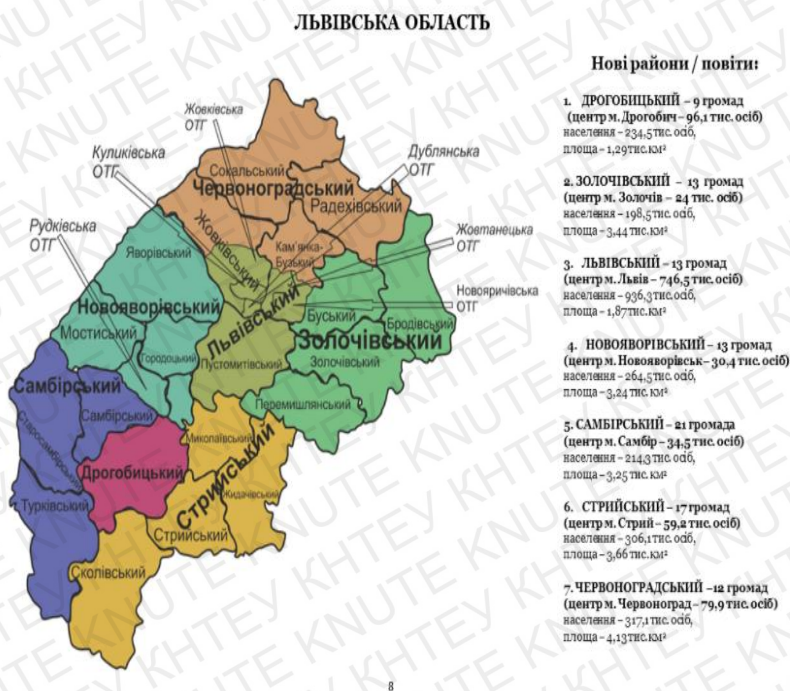 ЛЬВІВСЬКА ОБЛАСТЬ
Жовківська
ОТГ
Куликівська
ОТГ
Рудківська
ОТГ
Дублянська
ОТГ
Жовтанецька
ОТГ
Новояричівська
ОТГ
Сокальський
Червоноградський
Радехівський
Кам'янка-
Бузький
Жовківський
Яворівський
Новояворівський
Мостиський
Городоцький
Львівський
Пустомитівський
Буський
Бродівський
Золочівський
Золочівський
Перемишлянський
Самбірський
Самбірський
Старосамбірський
Дрогобицький
Турківський
Миколаївський
Стрийський
Жидачівський
Стрийський
Сколівський
Нові райони / повіти:
1. ДРОГОБИЦЬКИЙ – 9 громад
(центр м. Дрогобич – 96,1 тис. осіб)
населення – 234,5 тис. осіб,
площа – 1,29 тис. км²
2. ЗОЛОЧІВСЬКИЙ – 13 громад
(центр м. Золочів – 24 тис. осіб)
населення – 198,5 тис. осіб,
площа – 3,44 тис. км²
3. ЛЬВІВСЬКИЙ – 13 громад
(центр м. Львів – 746,5 тис. осіб)
населення – 936,3 тис. осіб,
площа – 1,87 тис. км²
4. НОВОЯВОРІВСЬКИЙ – 13 громад
(центр м. Новояворівськ – 30,4 тис. осіб)
населення – 264,5 тис. осіб,
площа – 3,24 тис. км²
5. САМБІРСЬКИЙ – 21 громада
(центр м. Самбір – 34,5 тис. осіб)
населення – 214,3 тис. осіб,
площа – 3,25 тис. км²
6. СТРИЙСЬКИЙ – 17 громад
(центр м. Стрий – 59,2 тис. осіб)
населення – 306,1 тис. осіб,
площа – 3,66 тис. км²
7. ЧЕРВОНОГРАДСЬКИЙ – 12 громад
(центр м. Червоноград – 79,9 тис. осіб)
населення – 317,1 тис. осіб,
площа – 4,13 тис. км²
8
KNUTE КНТЕУ